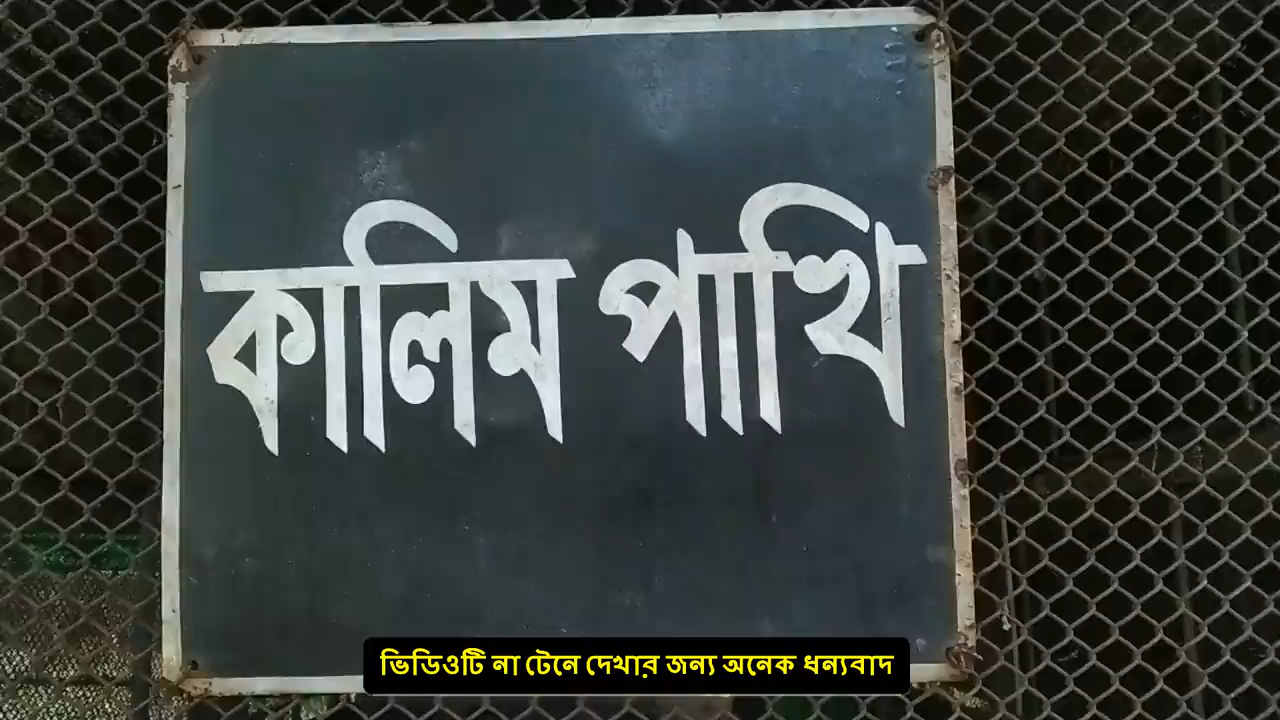 কালিম পাখি
ভিডিওটি না টেনে দেখার জন্য অনেক ধন্যবাদ